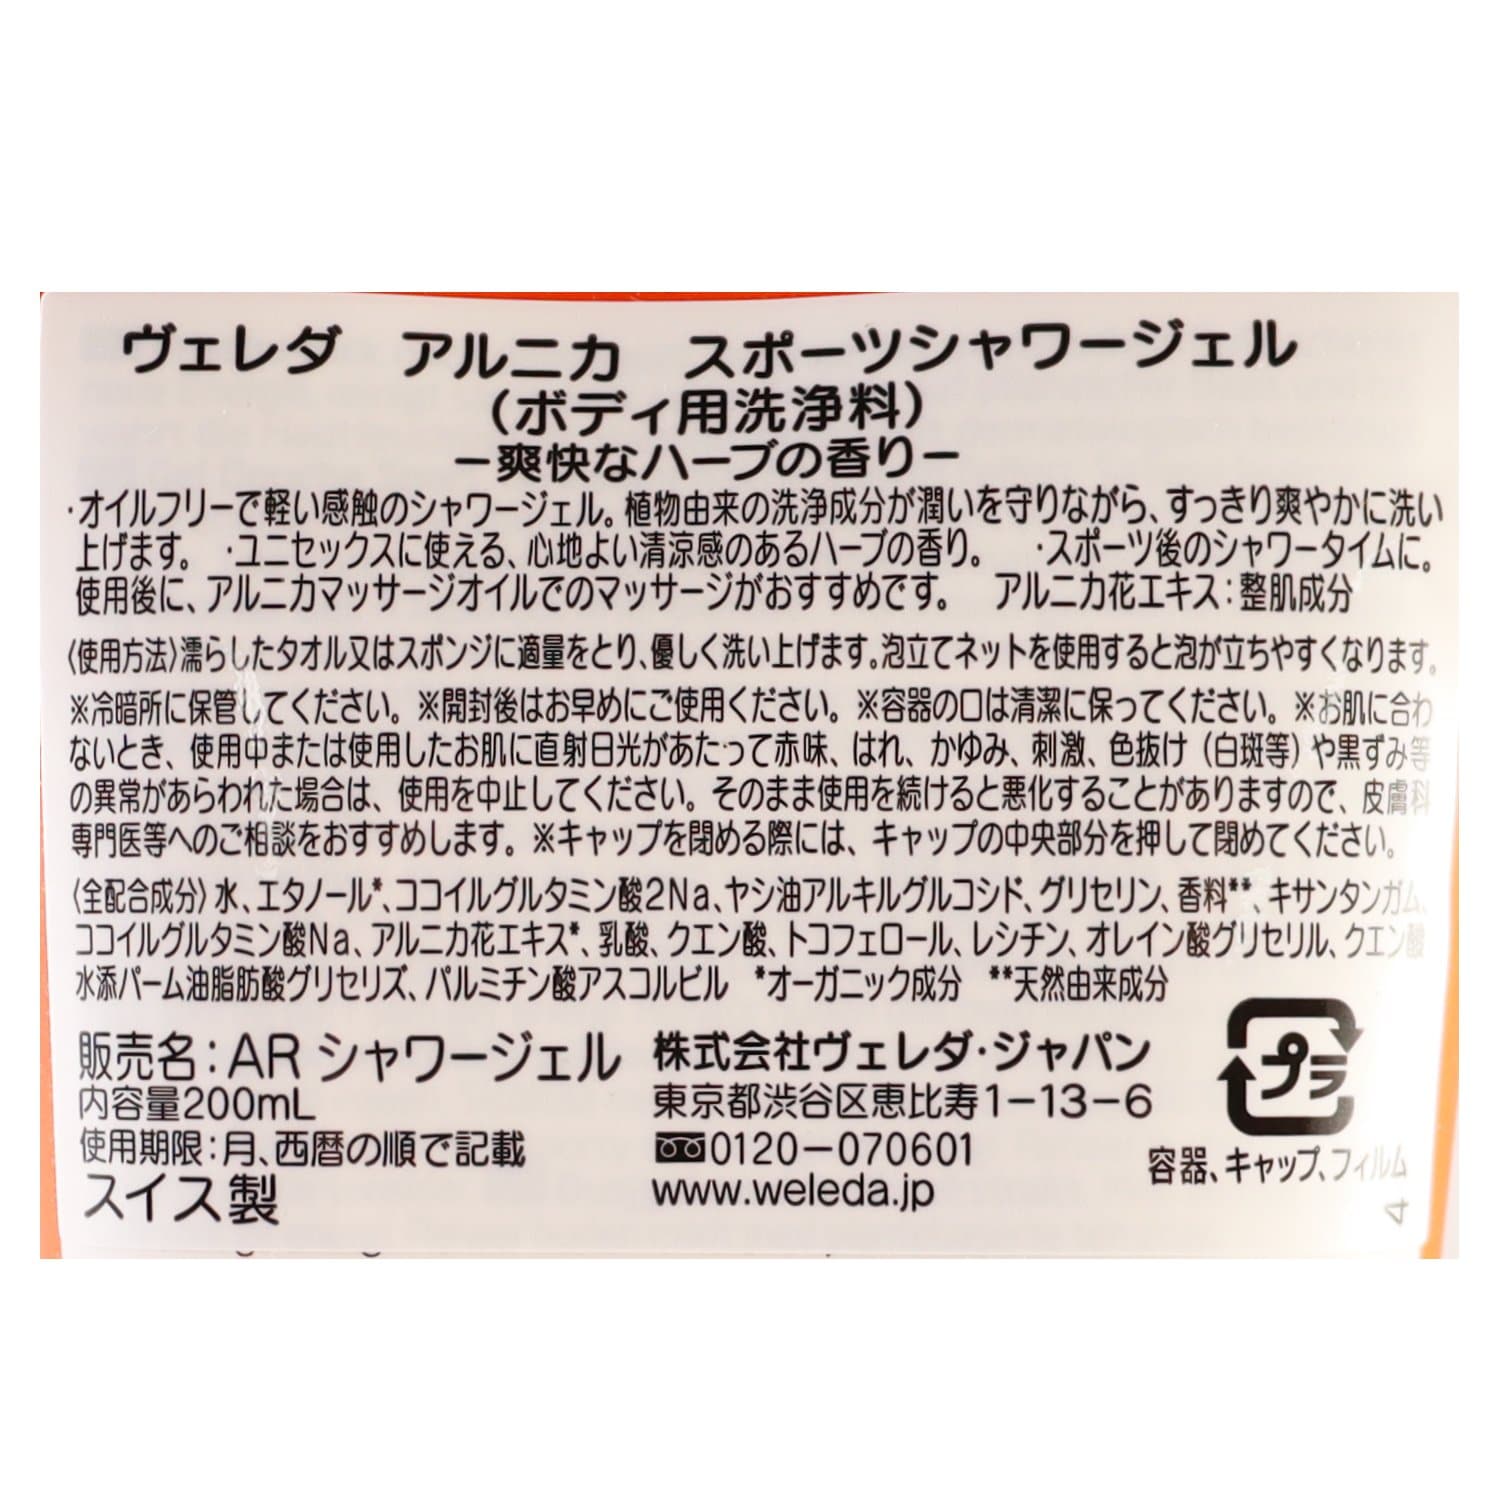 ヴェレダ　アルニカ　スポーツシャワージェル
（ボディ用洗浄料）
－爽快なハーブの香り－
・オイルフリーで軽い感触のシャワージェル。植物由来の洗浄成分が潤いを守りながら、すっきり爽やかに洗い
上げます。　・ユニセックスに使える、心地よい清涼感のあるハーブの香り。　・スポーツ後のシャワータイムに。
使用後に、アルニカマッサージオイルでのマッサージがおすすめです。　アルニカ花エキス：整肌成分
〈使用方法〉濡らしたタオル又はスポンジに適量をとり、優しく洗い上げます。泡立てネットを使用すると泡が立ちやすくなります。
※冷暗所に保管してください。※開封後はお早めにご使用ください。※容器の口は清潔に保ってください。※お肌に合わ
ないとき、使用中または使用したお肌に直射日光があたって赤味、はれ、かゆみ、刺激、色抜け（白斑等）や黒ずみ等
の異常があらわれた場合は、使用を中止してください。そのまま使用を続けると悪化することがありますので、皮膚科
専門医等へのご相談をおすすめします。※キャップを閉める際には、キャップの中央部分を押して閉めてください。
〈全配合成分〉水、エタノール*、ココイルグルタミン酸2Na、ヤシ油アルキルグルコシド、グリセリン、香料**、キサンタンガム、
ココイルグルタミン酸Na、アルニカ花エキス*、乳酸、クエン酸、トコフェロール、レシチン、オレイン酸グリセリル、クエン酸
水添パーム油脂肪酸グリセリズ、パルミチン酸アスコルビル　*オーガニック成分　**天然由来成分
販売名：AR シャワージェル
内容量200mL
使用期限：月、西暦の順で記載
スイス製
株式会社ヴェレダ・ジャパン
東京都渋谷区恵比寿1－13－6
0120－070601
www.weleda.jp
プラ
容器、キャップ、フィルム
4